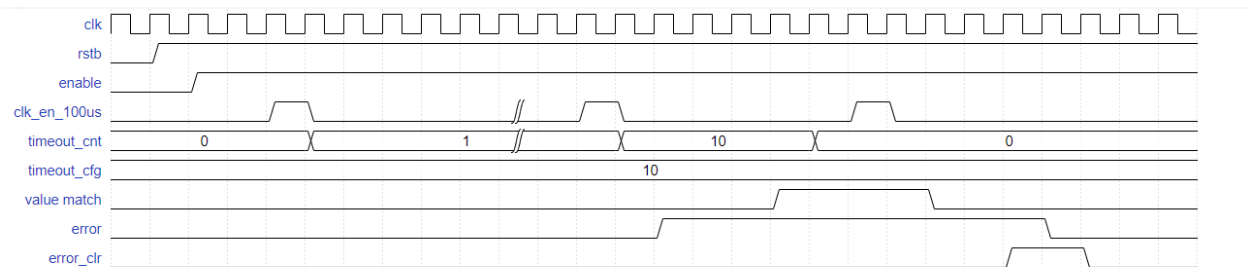 clk
rstb
enable
clk_en_100us
timeout_cnt 0 1 10 0
timeout_cfg 10
value match
error
error_clr